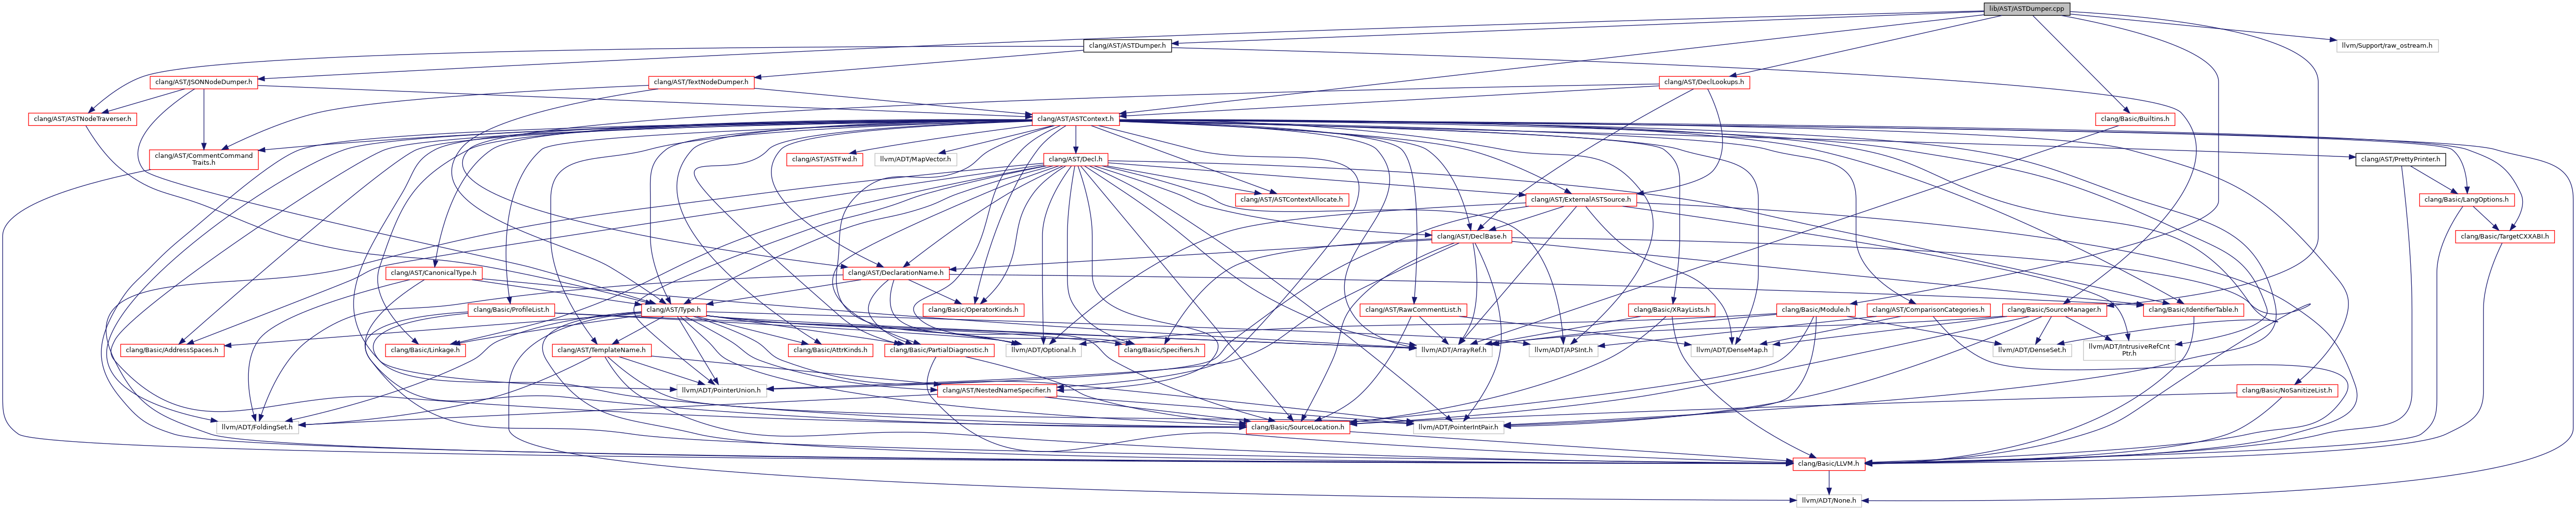 lib/AST/ASTDumper.cpp
clang/AST/ASTDumper.h
llvm/Support/raw_ostream.h
clang/AST/JSONNodeDumper.h
clang/AST/TextNodeDumper.h
clang/AST/DeclLookups.h
clang/AST/ASTNodeTraverser.h
clang/AST/ASTContext.h
clang/Basic/Builtins.h
clang/AST/CommentCommand
Traits.h
clang/AST/ASTFwd.h
llvm/ADT/MapVector.h
clang/AST/Decl.h
clang/AST/PrettyPrinter.h
clang/AST/ASTContextAllocate.h
clang/AST/ExternalASTSource.h
clang/Basic/LangOptions.h
clang/AST/DeclBase.h
clang/Basic/TargetCXXABI.h
clang/AST/CanonicalType.h
clang/AST/DeclarationName.h
clang/Basic/ProfileList.h
clang/AST/Type.h
clang/Basic/OperatorKinds.h
clang/AST/RawCommentList.h
clang/Basic/XRayLists.h
clang/Basic/Module.h
clang/AST/ComparisonCategories.h
clang/Basic/SourceManager.h
clang/Basic/IdentifierTable.h
clang/Basic/AddressSpaces.h
clang/Basic/Linkage.h
clang/AST/TemplateName.h
clang/Basic/AttrKinds.h
clang/Basic/PartialDiagnostic.h
llvm/ADT/Optional.h
clang/Basic/Specifiers.h
llvm/ADT/ArrayRef.h
llvm/ADT/APSInt.h
llvm/ADT/DenseMap.h
llvm/ADT/DenseSet.h
llvm/ADT/IntrusiveRefCnt
Ptr.h
llvm/ADT/PointerUnion.h
clang/AST/NestedNameSpecifier.h
clang/Basic/NoSanitizeList.h
llvm/ADT/FoldingSet.h
clang/Basic/SourceLocation.h
llvm/ADT/PointerIntPair.h
clang/Basic/LLVM.h
llvm/ADT/None.h